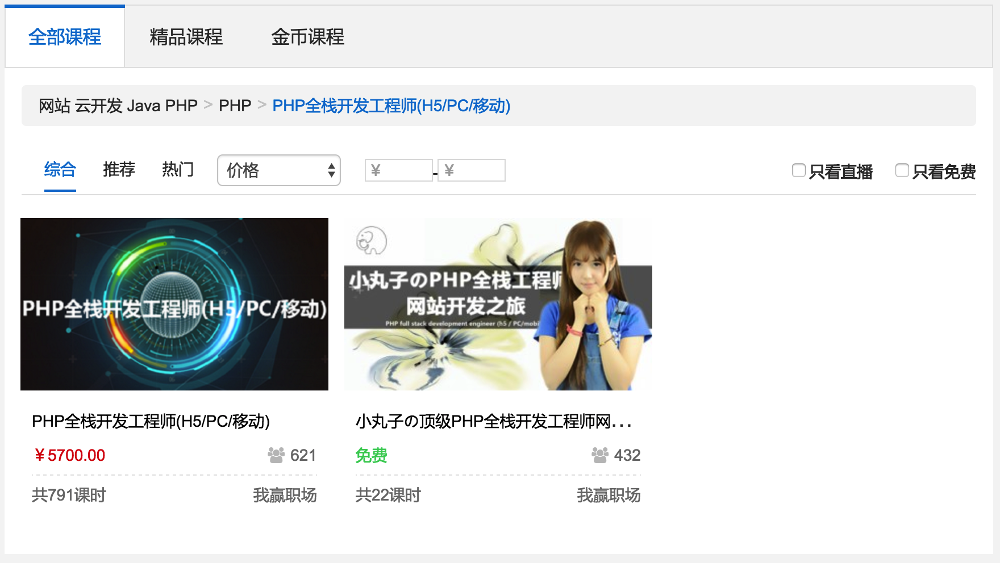 全部课程 精品课程 金币课程
网站 云开发 Java PHP > PHP > PHP全栈开发工程师(H5/PC/移动)
综合 推荐 热门 价格 ¥ - ¥ 只看直播 只看免费
PHP全栈开发工程师(H5/PC/移动)
小丸子のPHP全栈工程师
网站开发之旅
PHP full stack development engineer (h5 / PC/mobi
PHP全栈开发工程师(H5/PC/移动)
¥5700.00 621
共791课时 我赢职场
小丸子の顶级PHP全栈开发工程师网...
免费 432
共22课时 我赢职场